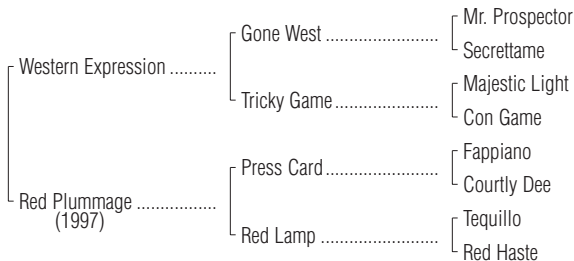 Mr. Prospector
Gone West ........................
Secrettame
Western Expression ..........
Majestic Light
Tricky Game ......................
Con Game
Fappiano
Press Card ........................
Courtly Dee
Red Plummage .................
(1997)
Tequillo
Red Lamp .........................
Red Haste